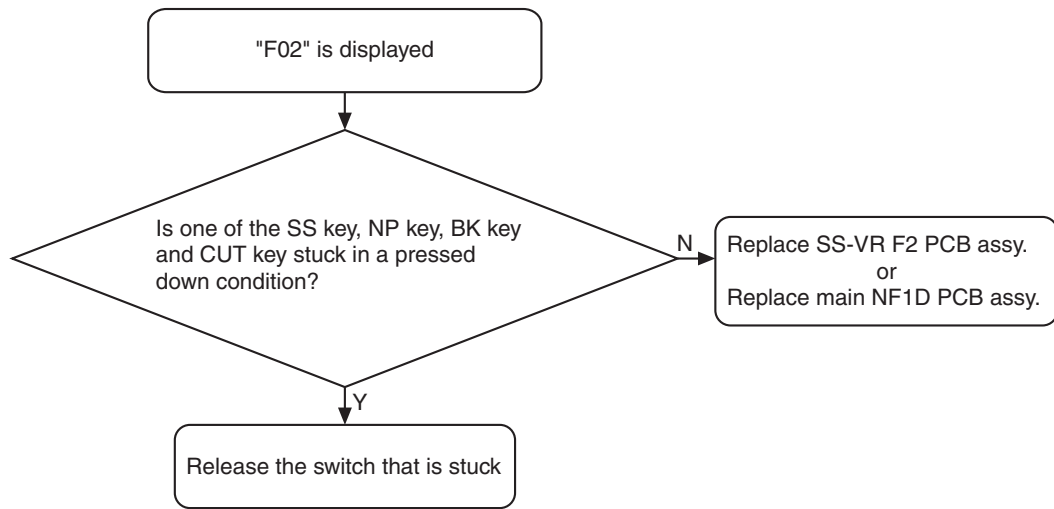 "F02" is displayed
Is one of the SS key, NP key, BK key
and CUT key stuck in a pressed
down condition?
N
Replace SS-VR F2 PCB assy.
or
Replace main NF1D PCB assy.
Y
Release the switch that is stuck